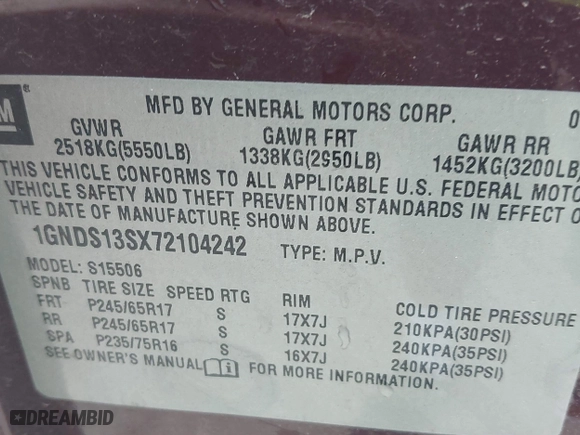 GM ®
MFD BY GENERAL MOTORS CORP. 0
GVWR GAWR FRT GAWR RR
2518KG(5550LB) 1338KG(2950LB) 1452KG(3200LB)
THIS VEHICLE CONFORMS TO ALL APPLICABLE U.S. FEDERAL MOTO
VEHICLE SAFETY AND THEFT PREVENTION STANDARDS IN EFFECT O
THE DATE OF MANUFACTURE SHOWN ABOVE.
1GNDS13SX72104242 TYPE: M.P.V.
MODEL: S15506
SPNB TIRE SIZE SPEED RTG RIM COLD TIRE PRESSURE
FRT P245/65R17 S 17X7J 210KPA(30PSI)
RR P245/65R17 S 17X7J 240KPA(35PSI)
SPA P235/75R16 S 16X7J 240KPA(35PSI)
SEE OWNER'S MANUAL i FOR MORE INFORMATION.
DREAMBID